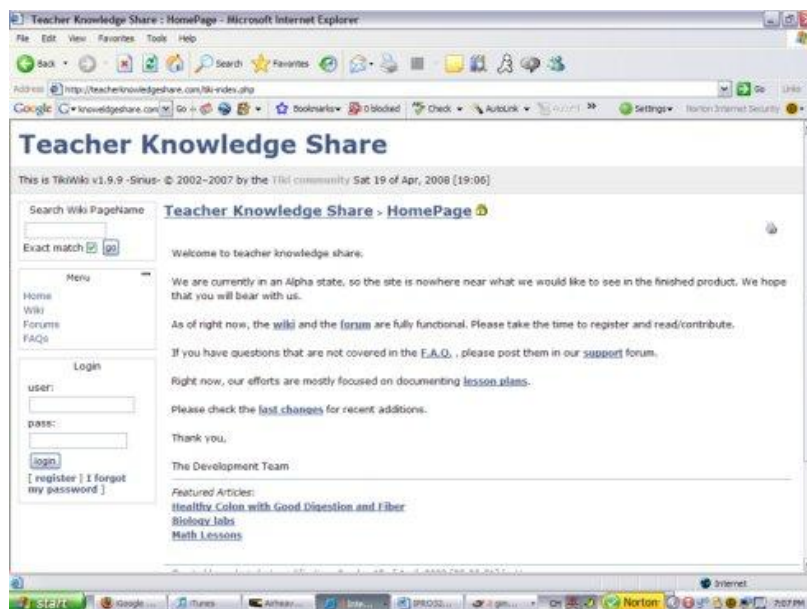 Teacher Knowledge Share : HomePage - Microsoft Internet Explorer
File Edit View Favorites Tools Help
Back Search Favorites
Address http://teacherknowledgeshare.com/tiki-index.php Go Links
Google Go Bookmarks 0 blocked Check AutoLink Settings Norton Internet Security
Teacher Knowledge Share
This is TikiWiki v1.9.9 -Sirius- © 2002–2007 by the Tiki community Sat 19 of Apr, 2008 [19:06]
Search Wiki PageName
Exact match go
Menu
Home
Wiki
Forums
FAQs
Login
user:
pass:
login
[ register | I forgot
my password ]
Teacher Knowledge Share > HomePage
Welcome to teacher knowledge share.
We are currently in an Alpha state, so the site is nowhere near what we would like to see in the finished product. We hope
that you will bear with us.
As of right now, the wiki and the forum are fully functional. Please take the time to register and read/contribute.
If you have questions that are not covered in the F.A.Q. , please post them in our support forum.
Right now, our efforts are mostly focused on documenting lesson plans.
Please check the last changes for recent additions.
Thank you,
The Development Team
Featured Articles:
Healthy Colon with Good Digestion and Fiber
Biology labs
Math Lessons
Internet
start Google ... iTunes Norton 7:07 PM